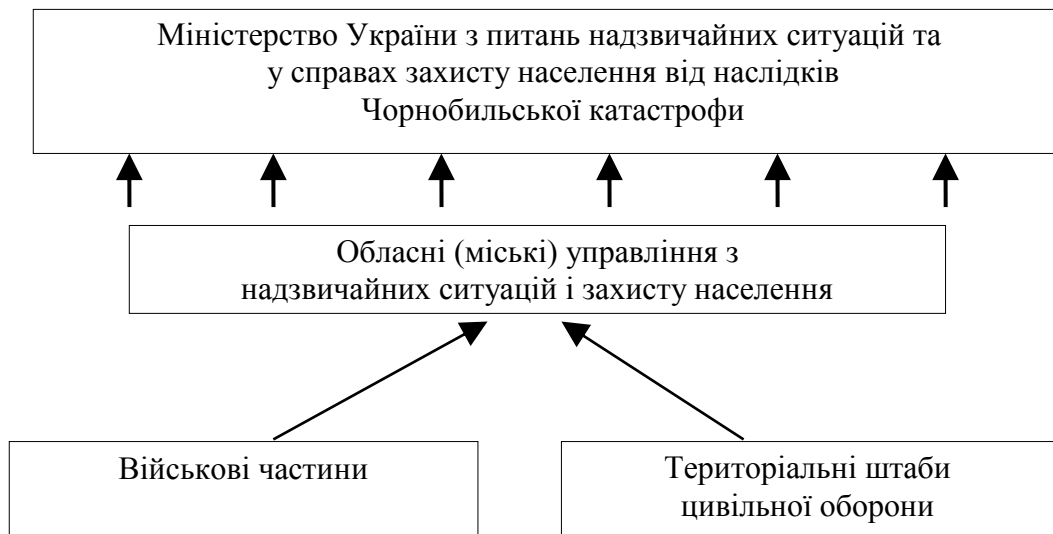 Міністерство України з питань надзвичайних ситуацій та
у справах захисту населення від наслідків
Чорнобильської катастрофи
Обласні (міські) управління з
надзвичайних ситуацій і захисту населення
Військові частини
Територіальні штаби
цивільної оборони